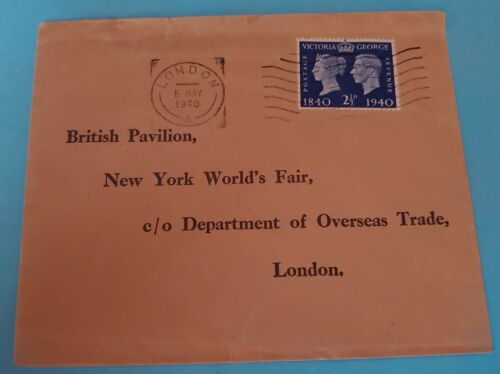 VICTORIA GEORGE
POSTAGE
REVENUE
1840 2½D 1940
LONDON
6 MAY
1940
A
British Pavilion,
New York World's Fair,
c/o Department of Overseas Trade,
London.